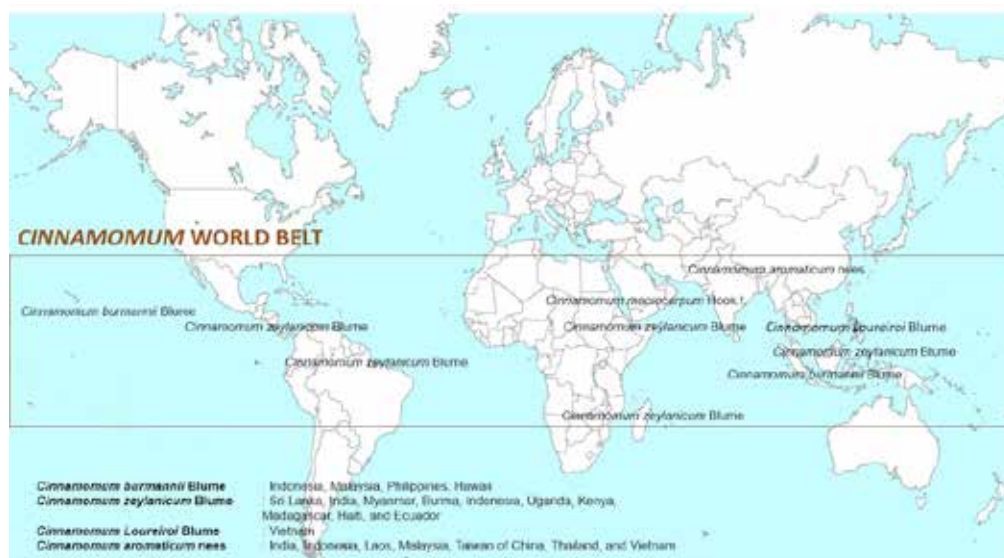 CINNAMOMUM WORLD BELT
Cinnamomum aromaticum nees
Cinnamomum burmannii Blume
Cinnamomum Hook f.
Cinnamomum zeylanicum Blume
Cinnamomum zeylanicum Blume
Cinnamomum Loureiroi Blume
Cinnamomum zeylanicum Blume
Cinnamomum zeylanicum Blume
Cinnamomum burmannii Blume
Cinnamomum zeylanicum Blume
Cinnamomum burmannii Blume : Indonesia, Malaysia, Philippines, Hawaii
Cinnamomum zeylanicum Blume : Sri Lanka, India, Myanmar, Burma, Indonesia, Uganda, Kenya,
Madagascar, Haiti, and Ecuador
Cinnamomum Loureiroi Blume : Vietnam
Cinnamomum aromaticum nees : India, Indonesia, Laos, Malaysia, Taiwan of China, Thailand, and Vietnam